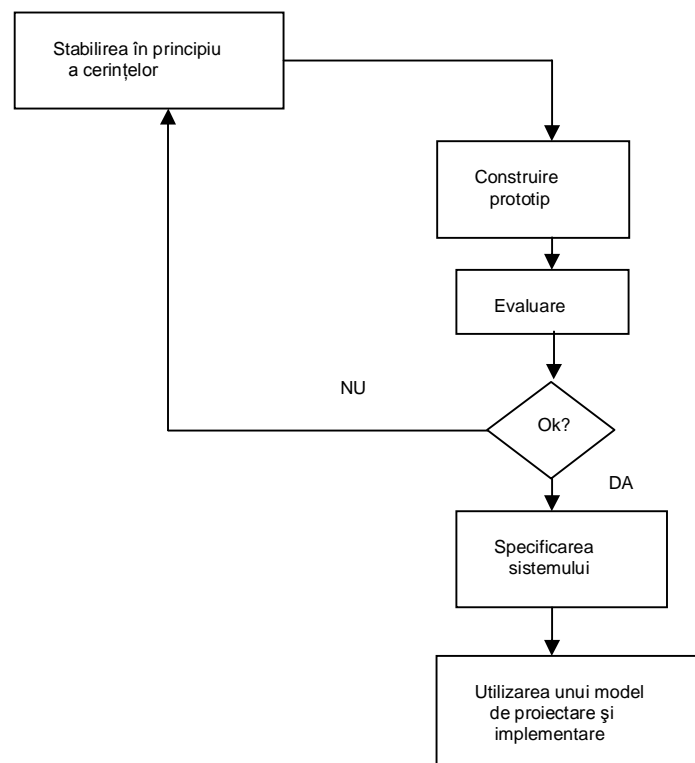 Stabilirea în principiu
a cerinţelor
Construire
prototip
Evaluare
NU
Ok?
DA
Specificarea
sistemului
Utilizarea unui model
de proiectare şi
implementare